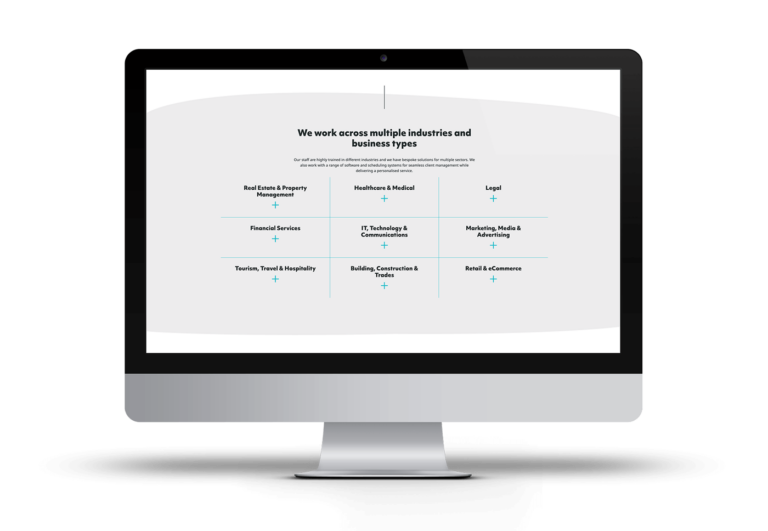 We work across multiple industries and
business types
Our staff are highly trained in different industries and we have bespoke solutions for multiple sectors. We
also work with a range of software and scheduling systems for seamless client management while
delivering a personalised service.
Real Estate & Property
Management
Healthcare & Medical
Legal
Financial Services
IT, Technology &
Communications
Marketing, Media &
Advertising
Tourism, Travel & Hospitality
Building, Construction &
Trades
Retail & eCommerce